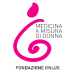 MEDICINA
A MISURA
DI DONNA
FONDAZIONE ONLUS